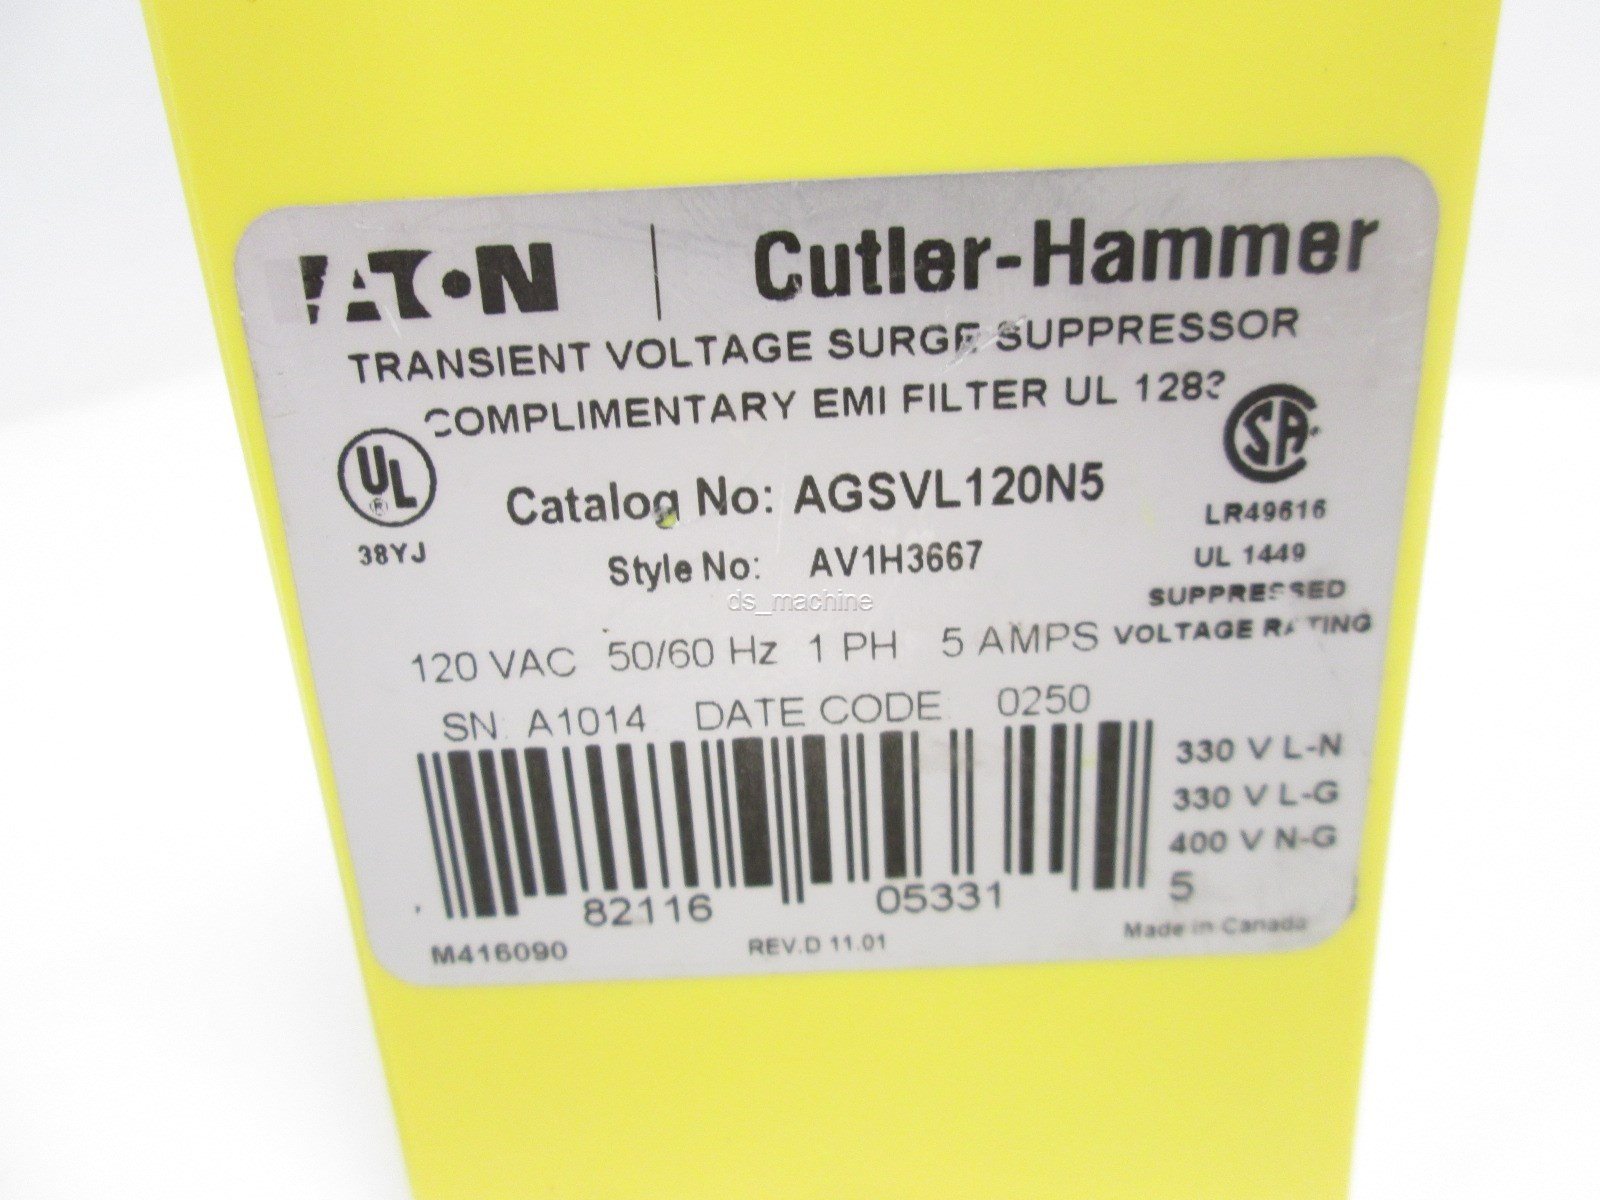 EATON | Cutler-Hammer
TRANSIENT VOLTAGE SURGE SUPPRESSOR
COMPLIMENTARY EMI FILTER UL 1283
UL
®
38YJ
SA
LR49616
Catalog No: AGSVL120N5
Style No: AV1H3667
UL 1449
SUPPRESSED
VOLTAGE RATING
ds_machine
120 VAC 50/60 Hz 1 PH 5 AMPS
SN: A1014 DATE CODE 0250
330 V L-N
330 V L-G
400 V N-G
82116 05331 5
M416090 REV.D 11.01 Made in Canada